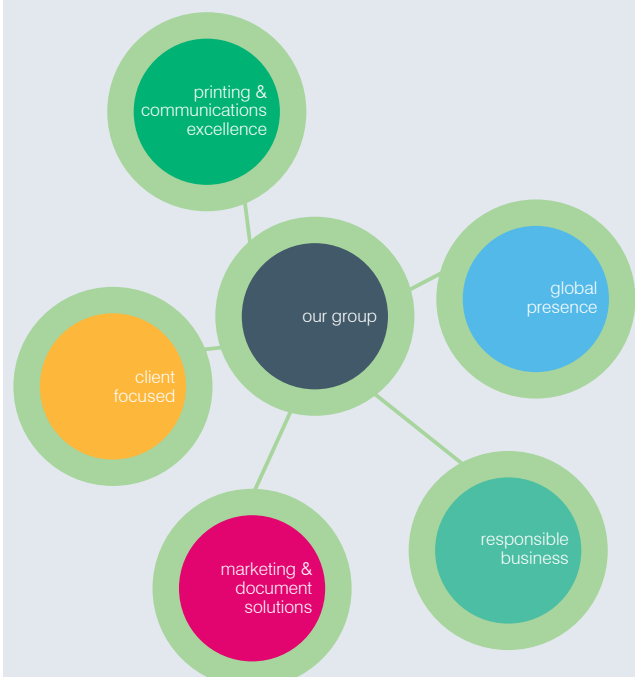 printing &
communications
excellence
our group
global
presence
client
focused
responsible
business
marketing &
document
solutions